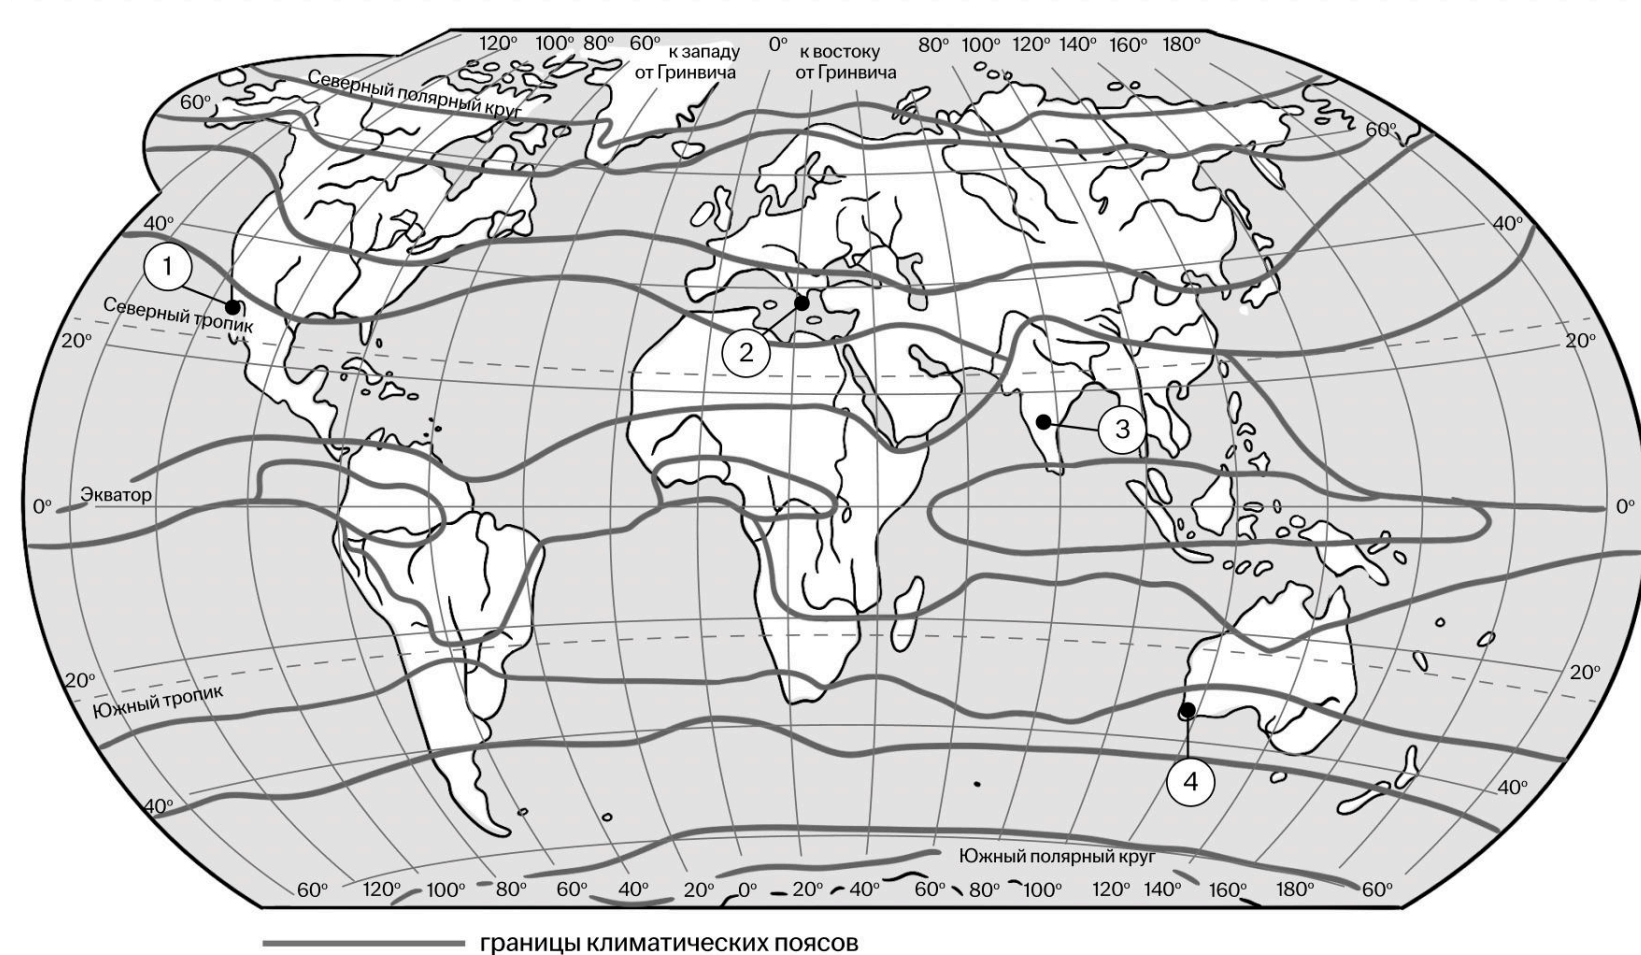 120° 100° 80° 60° к западу от Гринвича 0° к востоку от Гринвича 80° 100° 120° 140° 160° 180°
Северный полярный круг
60° 60°
40° 40°
1
Северный тропик
20° 20°
2
3
Экватор
0° 0°
20° 20°
Южный тропик
4
40° 40°
Южный полярный круг
60° 120° 100° 80° 60° 40° 20° 0° 20° 40° 60° 80° 100° 120° 140° 160° 180° 60°
границы климатических поясов